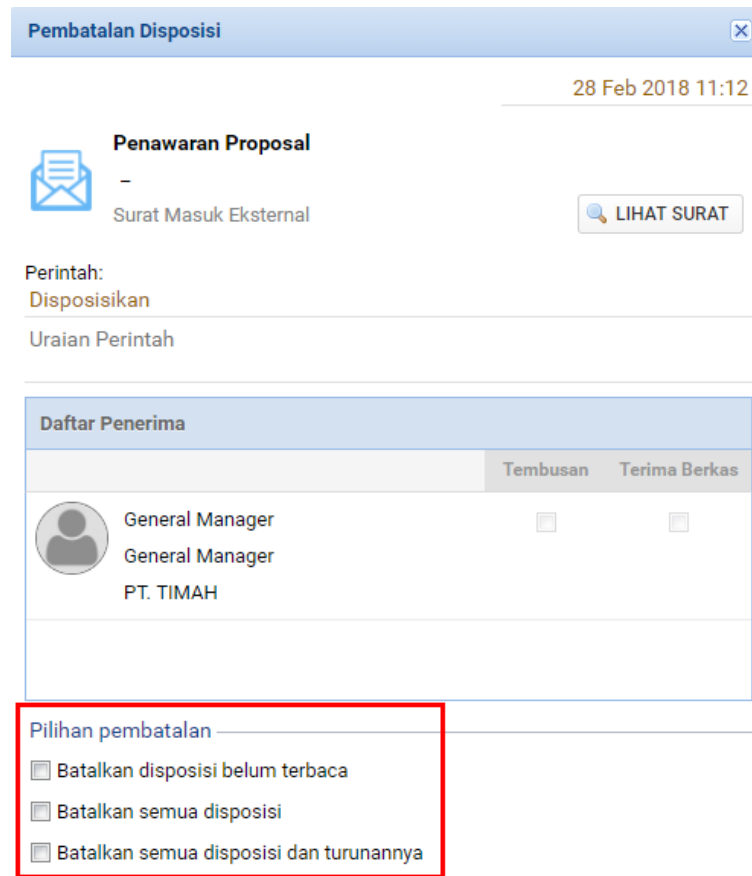 Pembatalan Disposisi
28 Feb 2018 11:12
Penawaran Proposal
–
Surat Masuk Eksternal
LIHAT SURAT
Perintah:
Disposisikan
Uraian Perintah
Daftar Penerima
Tembusan Terima Berkas
General Manager
General Manager
PT. TIMAH
Pilihan pembatalan
Batalkan disposisi belum terbaca
Batalkan semua disposisi
Batalkan semua disposisi dan turunannya